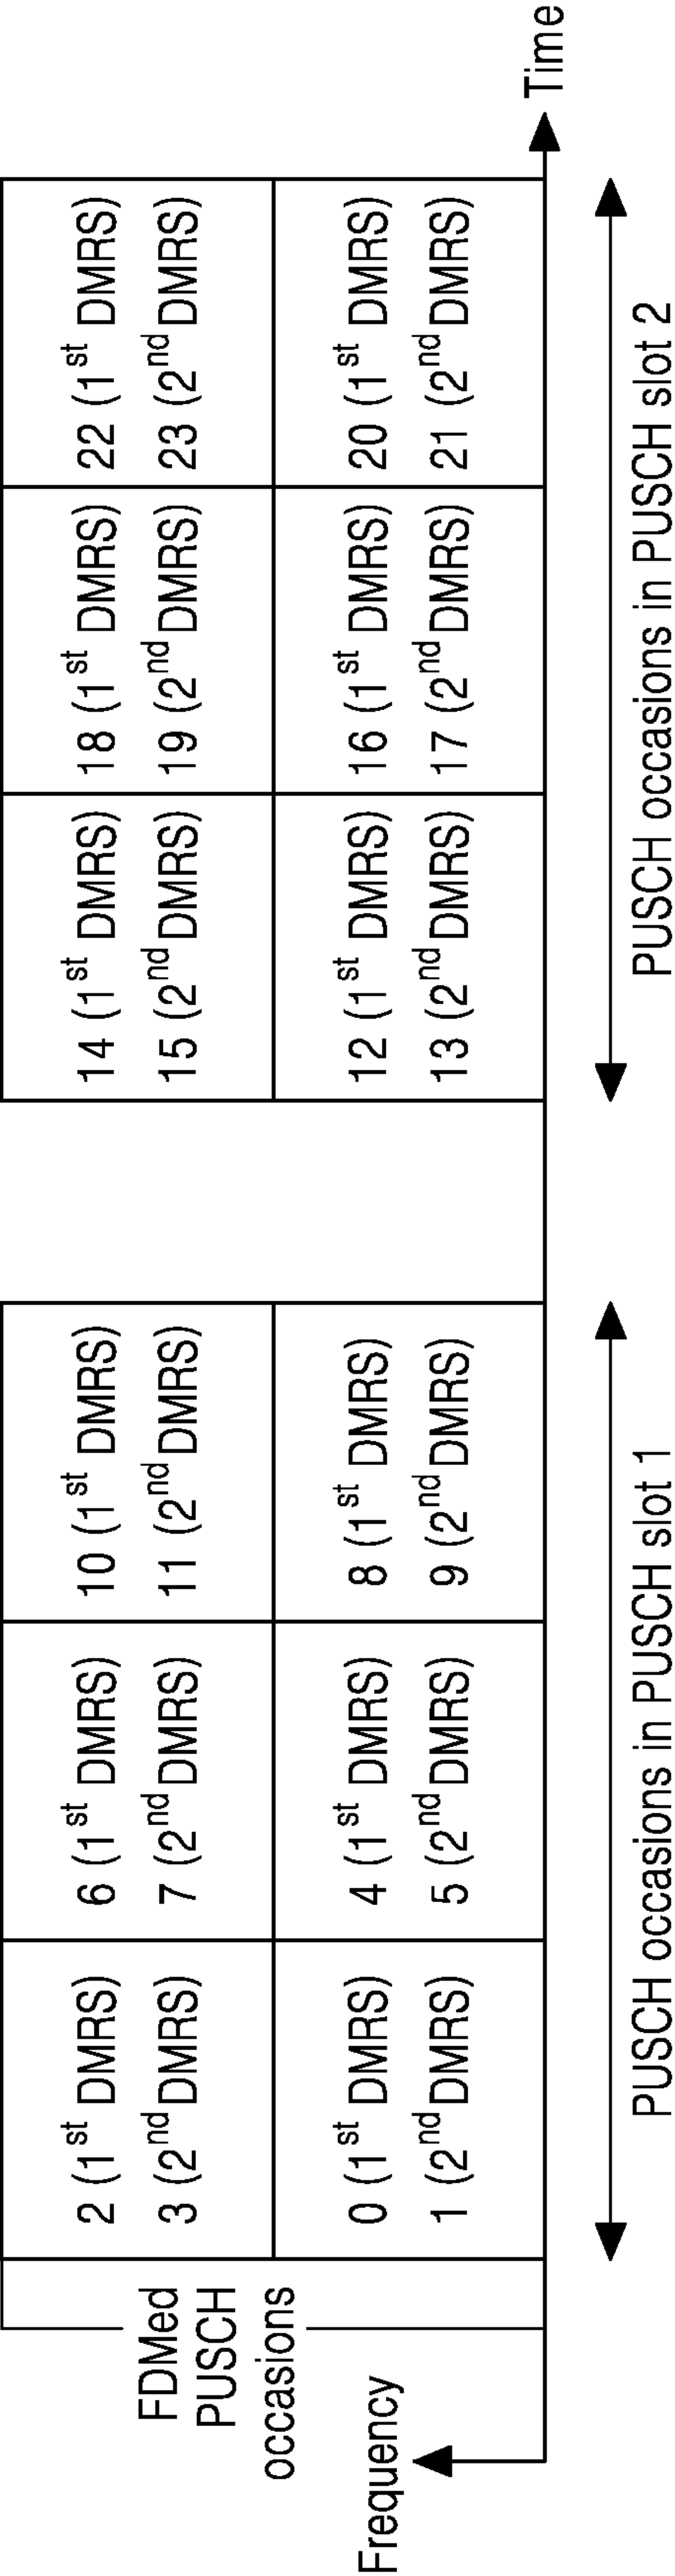 FDMed
PUSCH
occasions
Frequency
2 (1st DMRS)
3 (2nd DMRS)
6 (1st DMRS)
7 (2nd DMRS)
10 (1st DMRS)
11 (2nd DMRS)
14 (1st DMRS)
15 (2nd DMRS)
18 (1st DMRS)
19 (2nd DMRS)
22 (1st DMRS)
23 (2nd DMRS)
0 (1st DMRS)
1 (2nd DMRS)
4 (1st DMRS)
5 (2nd DMRS)
8 (1st DMRS)
9 (2nd DMRS)
12 (1st DMRS)
13 (2nd DMRS)
16 (1st DMRS)
17 (2nd DMRS)
20 (1st DMRS)
21 (2nd DMRS)
Time
PUSCH occasions in PUSCH slot 1
PUSCH occasions in PUSCH slot 2